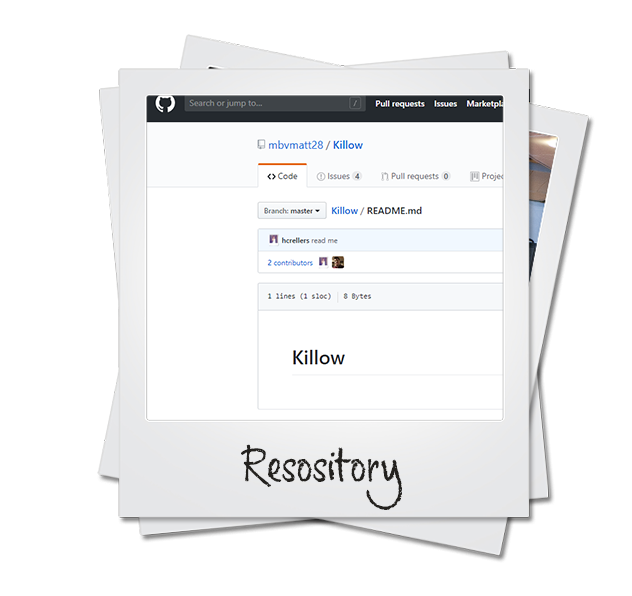 Search or jump to... /
Pull requests Issues Marketpla
mbvmatt28 / Killow
<> Code Issues 4 Pull requests 0 Projec
Branch: master Killow / README.md
hcrellers read me
2 contributors
1 lines (1 sloc) 8 Bytes
Killow
Resository